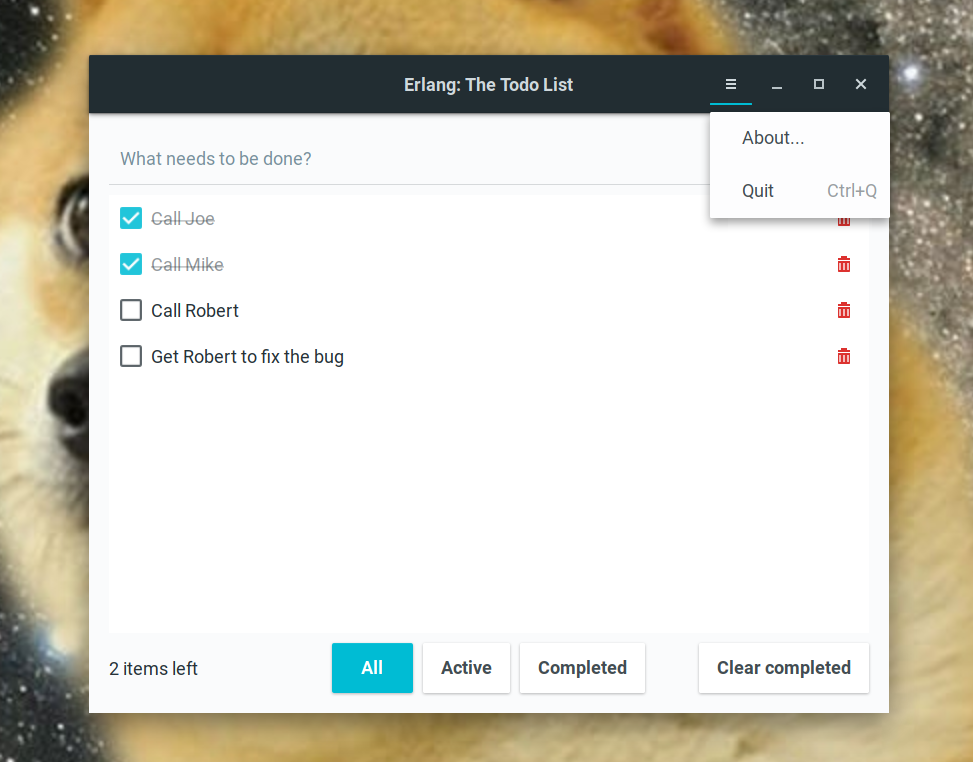 Erlang: The Todo List
About...
Quit Ctrl+Q
What needs to be done?
Call Joe
Call Mike
Call Robert
Get Robert to fix the bug
2 items left
All
Active
Completed
Clear completed